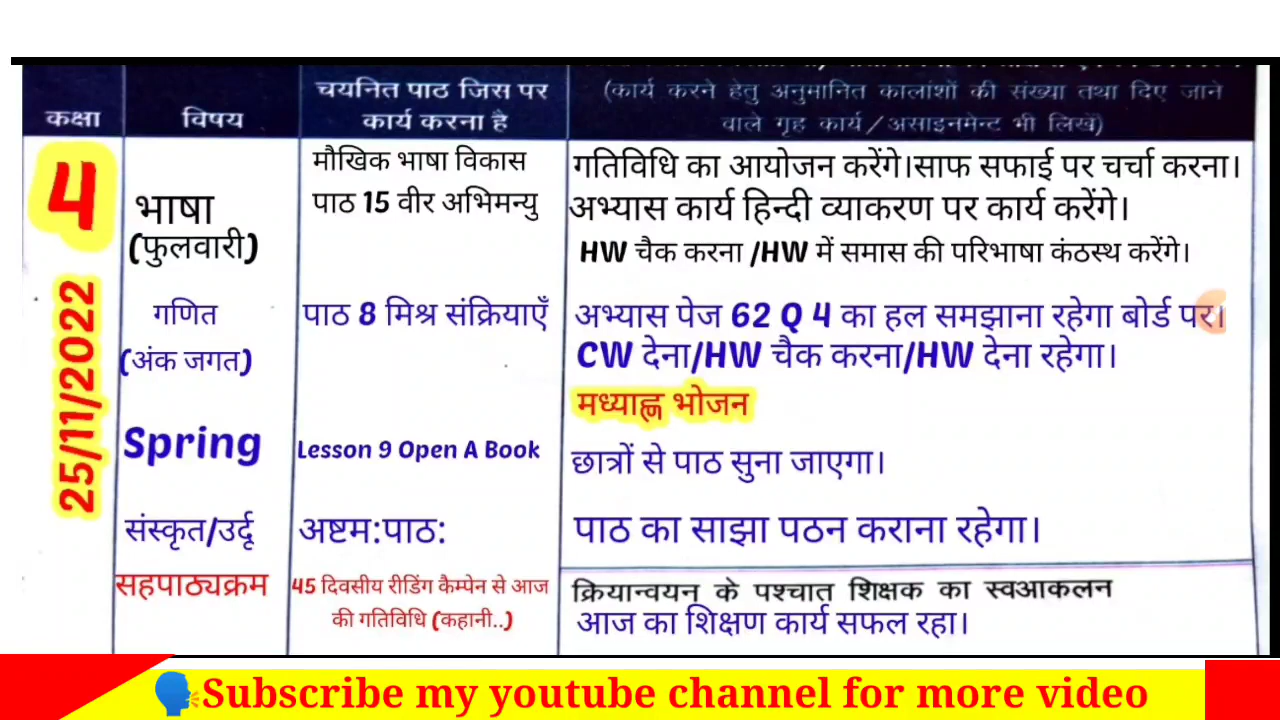 (कार्य करने हेतु अनुमानित कालांशों की संख्या तथा दिए जाने
वाले गृह कार्य/असाइनमेन्ट भी लिखें)
चयनित पाठ जिस पर
कार्य करना है
कक्षा
विषय
4
25/11/2022
भाषा
(फुलवारी)
मौखिक भाषा विकास
पाठ 15 वीर अभिमन्यु
गतिविधि का आयोजन करेंगे।साफ सफाई पर चर्चा करना।
अभ्यास कार्य हिन्दी व्याकरण पर कार्य करेंगे।
HW चैक करना /HW में समास की परिभाषा कंठस्थ करेंगे।
गणित
(अंक जगत)
पाठ 8 मिश्र संक्रियाएँ
अभ्यास पेज 62 Q 4 का हल समझाना रहेगा बोर्ड पर।
CW देना/HW चैक करना/HW देना रहेगा।
मध्याह्ण भोजन
Spring
Lesson 9 Open A Book
छात्रों से पाठ सुना जाएगा।
संस्कृत/उर्दू
अष्टम:पाठ:
पाठ का साझा पठन कराना रहेगा।
सहपाठ्यक्रम
45 दिवसीय रीडिंग कैम्पेन से आज
की गतिविधि (कहानी..)
क्रियान्वयन के पश्चात शिक्षक का स्वआकलन
आज का शिक्षण कार्य सफल रहा।
Subscribe my youtube channel for more video